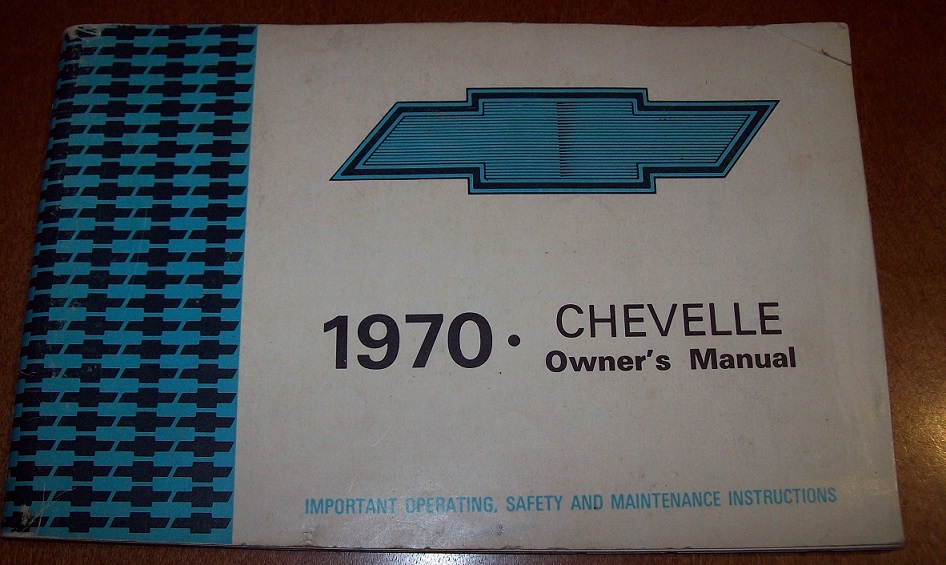 1970 • CHEVELLE
Owner's Manual
IMPORTANT OPERATING, SAFETY AND MAINTENANCE INSTRUCTIONS